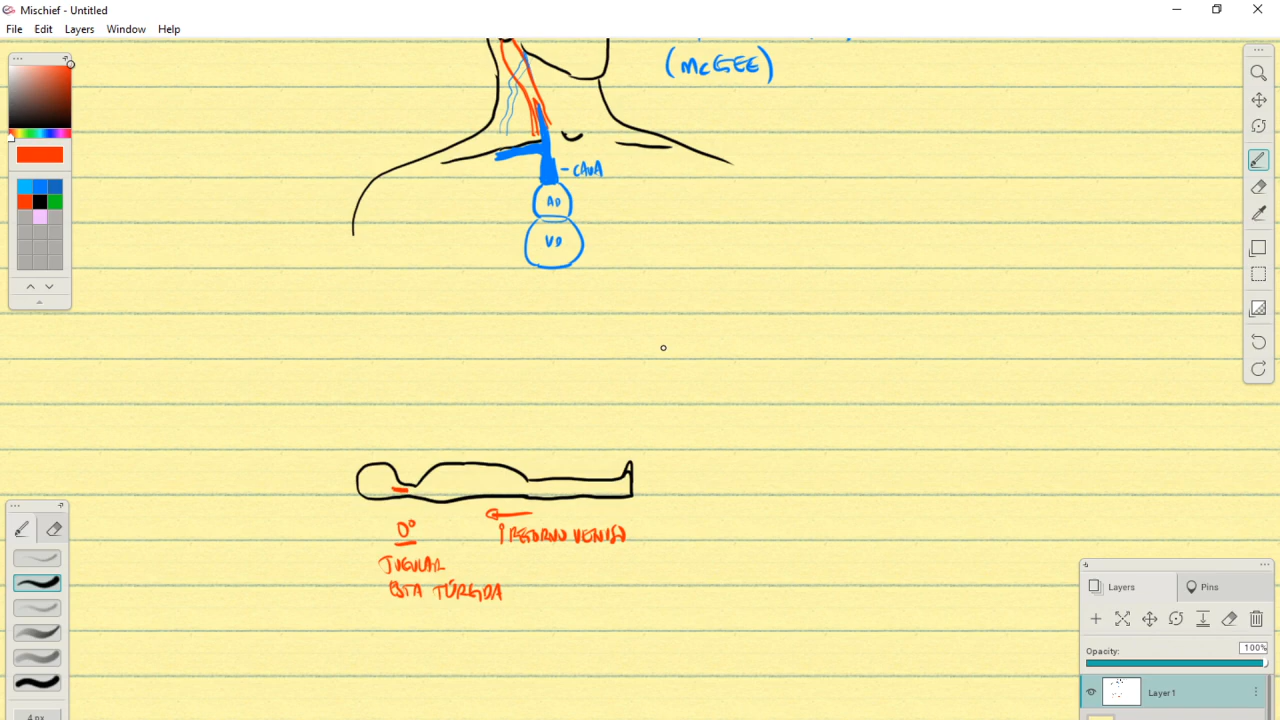 Mischief - Untitled
File Edit Layers Window Help
(McGEE)
- CAVA
AD
VD
0°
↑ RETORNO VENOSO
JUGULAR
ESTA TÚRGIDA
4 px
Layers Pins
Opacity: 100%
Layer 1